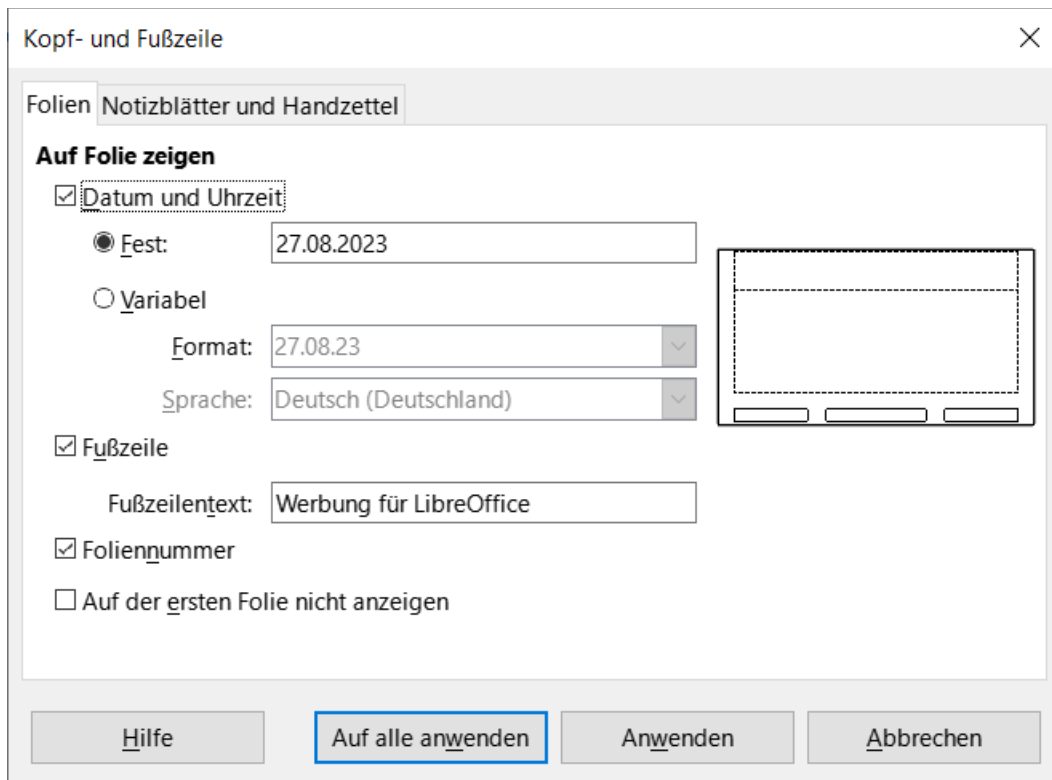 Kopf- und Fußzeile
Folien Notizblätter und Handzettel
Auf Folie zeigen
Datum und Uhrzeit
Fest: 27.08.2023
Variabel
Format: 27.08.23
Sprache: Deutsch (Deutschland)
Fußzeile
Fußzeilentext: Werbung für LibreOffice
Foliennummer
Auf der ersten Folie nicht anzeigen
Hilfe Auf alle anwenden Anwenden Abbrechen